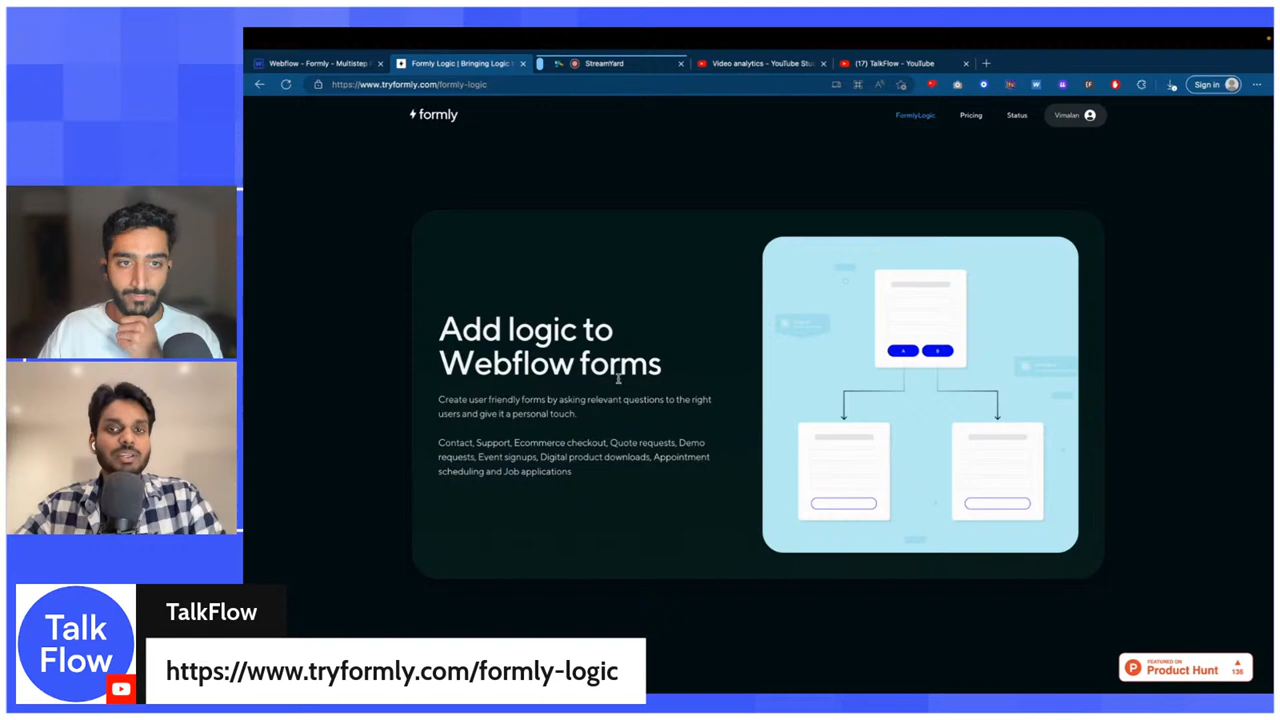 Webflow - Formly - Multistep
Formly Logic | Bringing Logic
StreamYard
Video analytics - YouTube Stu
(17) TalkFlow - YouTube
https://www.tryformly.com/formly-logic
Sign in
formly
FormlyLogic
Pricing
Status
Vimalan
Add logic to
Webflow forms
Create user friendly forms by asking relevant questions to the right
users and give it a personal touch.
Contact, Support, Ecommerce checkout, Quote requests, Demo
requests, Event signups, Digital product downloads, Appointment
scheduling and Job applications
A
B
Talk
Flow
TalkFlow
https://www.tryformly.com/formly-logic
FEATURED ON
Product Hunt
136